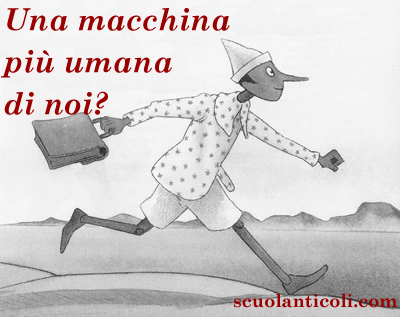 Una macchina
più umana
di noi?
scuolanticoli.com